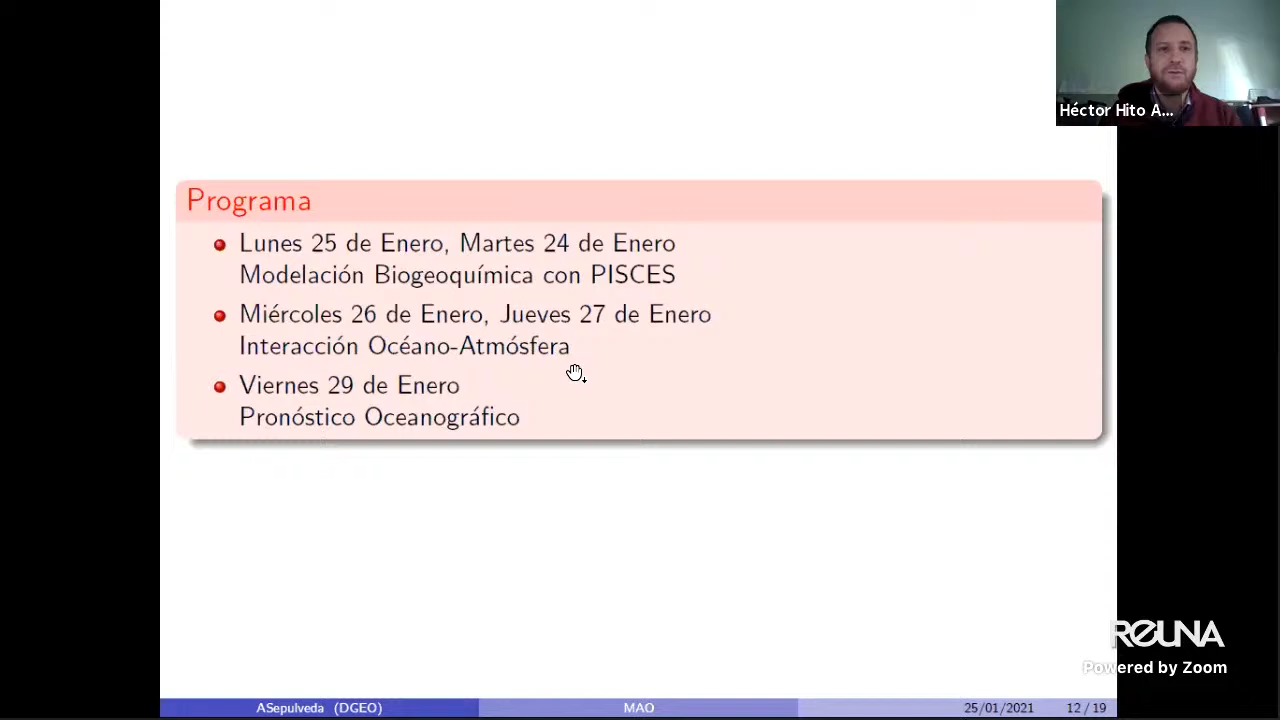 Héctor Hito A...
Programa
Lunes 25 de Enero, Martes 24 de Enero
Modelación Biogeoquímica con PISCES
Miércoles 26 de Enero, Jueves 27 de Enero
Interacción Océano-Atmósfera
Viernes 29 de Enero
Pronóstico Oceanográfico
REUNA
Powered by Zoom
ASepulveda (DGEO) MAO 25/01/2021 12 / 19